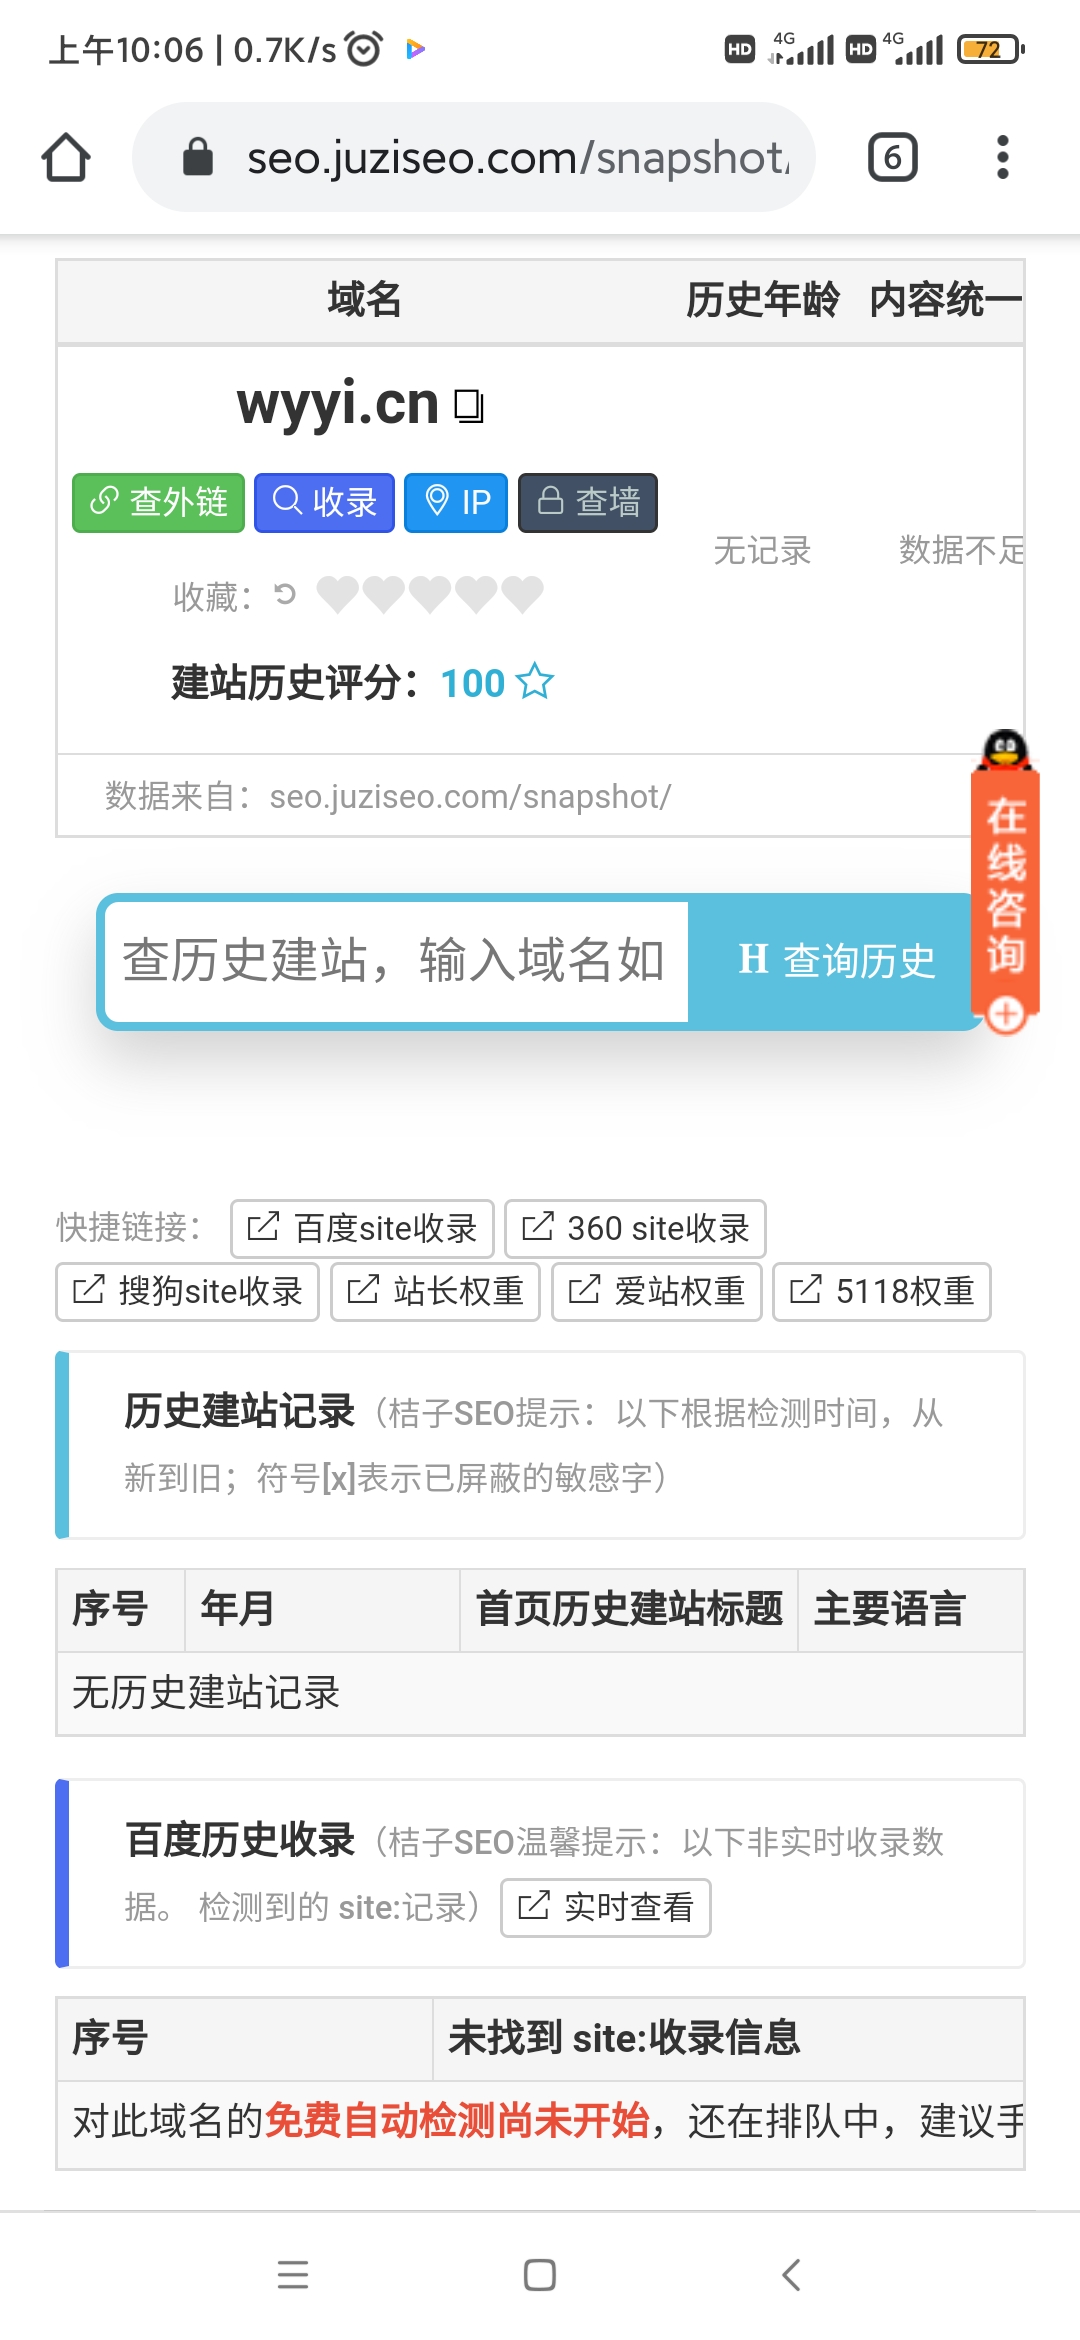 上午10:06 | 0.7K/s
HD 4G HD 4G 72
seo.juziseo.com/snapshot/
6
域名 历史年龄 内容统一
wyyi.cn
查外链 收录 IP 查墙
无记录 数据不足
收藏：
建站历史评分：100
数据来自：seo.juziseo.com/snapshot/
在线咨询
查历史建站，输入域名如 H 查询历史
快捷链接： 百度site收录 360 site收录
搜狗site收录 站长权重 爱站权重 5118权重
历史建站记录（桔子SEO提示：以下根据检测时间，从
新到旧；符号[x]表示已屏蔽的敏感字）
序号 年月 首页历史建站标题 主要语言
无历史建站记录
百度历史收录（桔子SEO温馨提示：以下非实时收录数
据。 检测到的 site:记录） 实时查看
序号 未找到 site:收录信息
对此域名的免费自动检测尚未开始，还在排队中，建议手